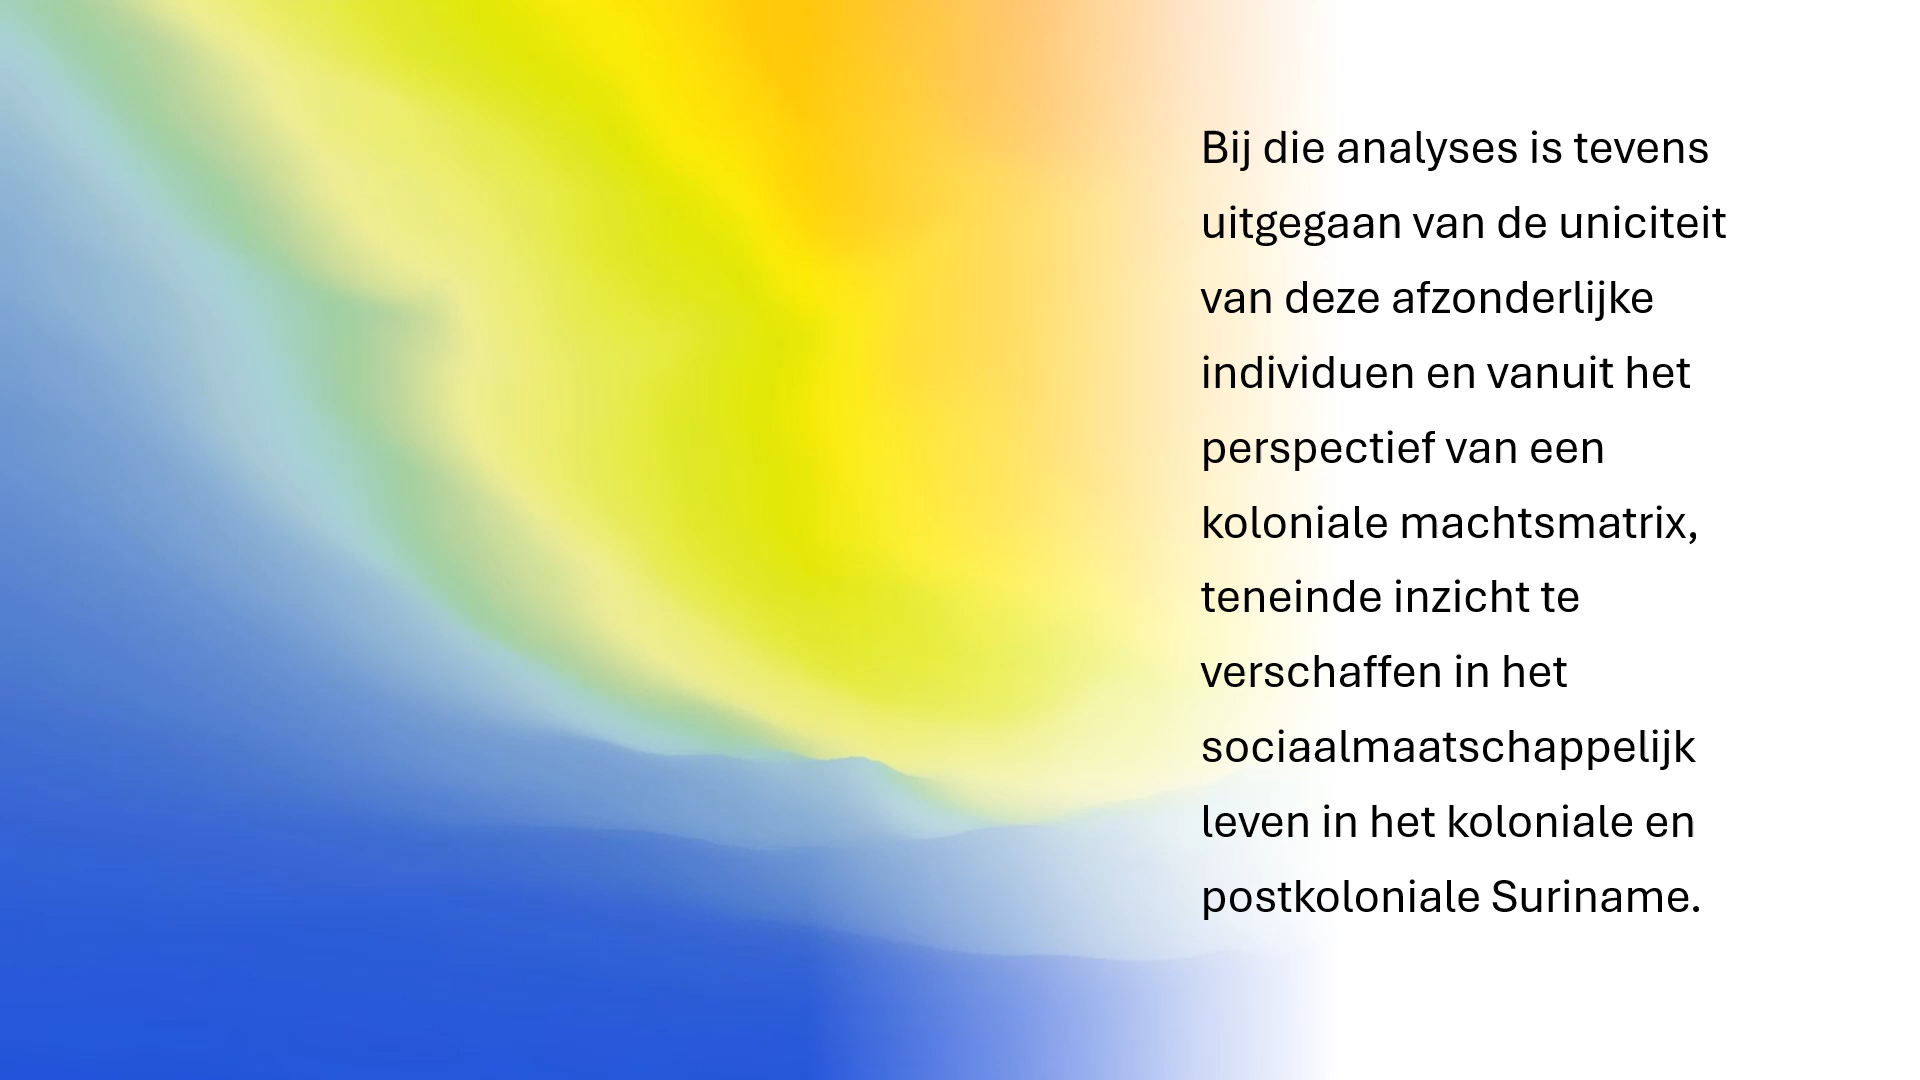 Bij die analyses is tevens
uitgegaan van de uniciteit
van deze afzonderlijke
individuen en vanuit het
perspectief van een
koloniale machtsmatrix,
teneinde inzicht te
verschaffen in het
sociaalmaatschappelijk
leven in het koloniale en
postkoloniale Suriname.